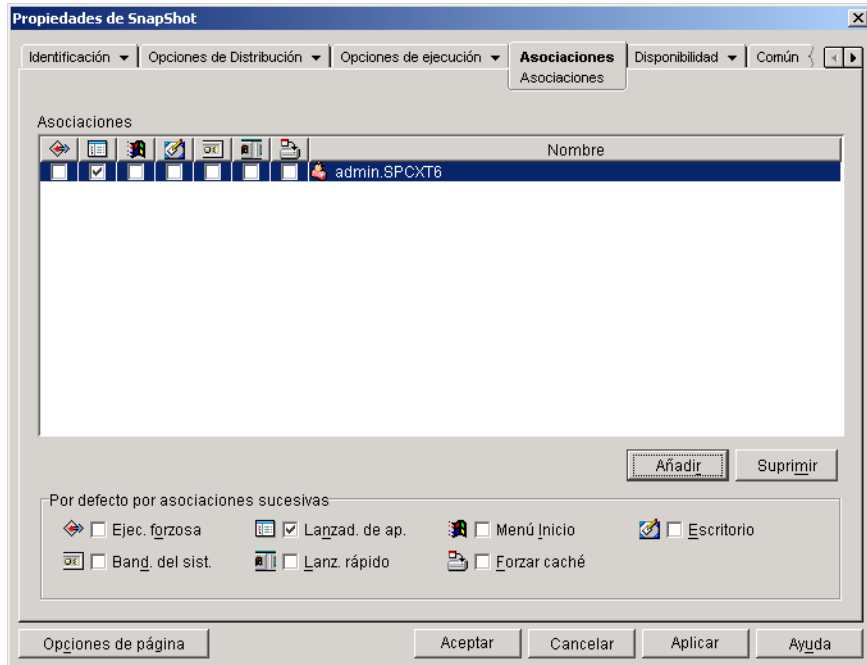 Propiedades de SnapShot
Identificación Opciones de Distribución Opciones de ejecución Asociaciones Disponibilidad Común
Asociaciones
Asociaciones
Nombre
admin.SPCXT6
Añadir Suprimir
Por defecto por asociaciones sucesivas
Ejec. forzosa Lanzad. de ap. Menú Inicio Escritorio
Band. del sist. Lanz. rápido Forzar caché
Opciones de página Aceptar Cancelar Aplicar Ayuda